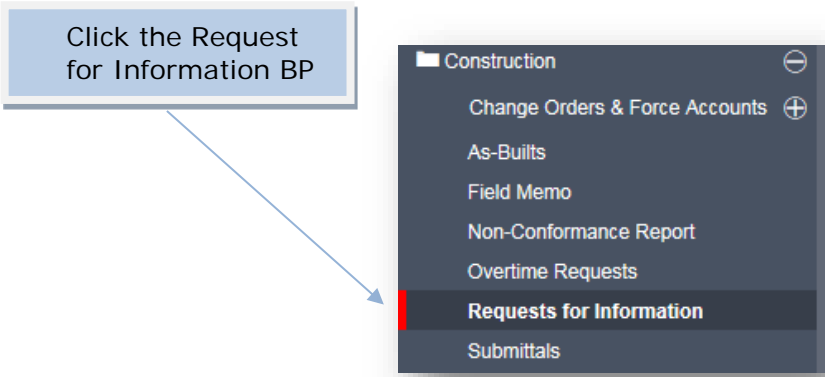 Click the Request
for Information BP
Construction
Change Orders & Force Accounts
As-Builts
Field Memo
Non-Conformance Report
Overtime Requests
Requests for Information
Submittals